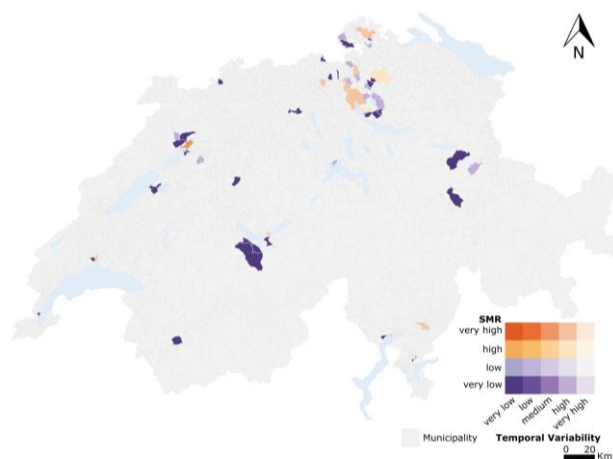 N
SMR
very high
high
low
very low
very low
low
medium
high
very high
Municipality
Temporal Variability
0 20
Km